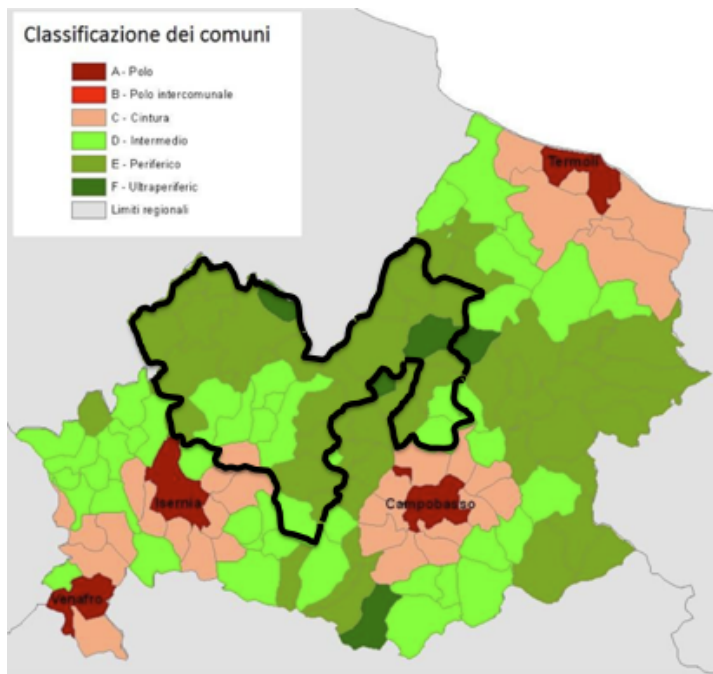 Classificazione dei comuni
A - Polo
B - Polo intercomunale
C - Cintura
D - Intermedio
E - Periferico
F - Ultraperiferic
Limiti regionali
Termoli
Isernia
Campobasso
Venafro